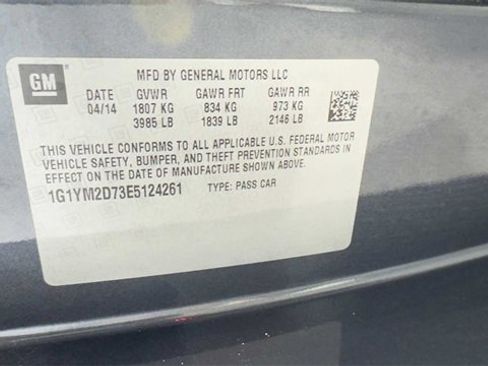 GM
MFD BY GENERAL MOTORS LLC
DATE GVWR GAWR FRT GAWR RR
04/14 1807 KG 834 KG 973 KG
3985 LB 1839 LB 2146 LB
THIS VEHICLE CONFORMS TO ALL APPLICABLE U.S. FEDERAL MOTOR
VEHICLE SAFETY, BUMPER, AND THEFT PREVENTION STANDARDS IN
EFFECT ON THE DATE OF MANUFACTURE SHOWN ABOVE.
1G1YM2D73E5124261 TYPE: PASS CAR